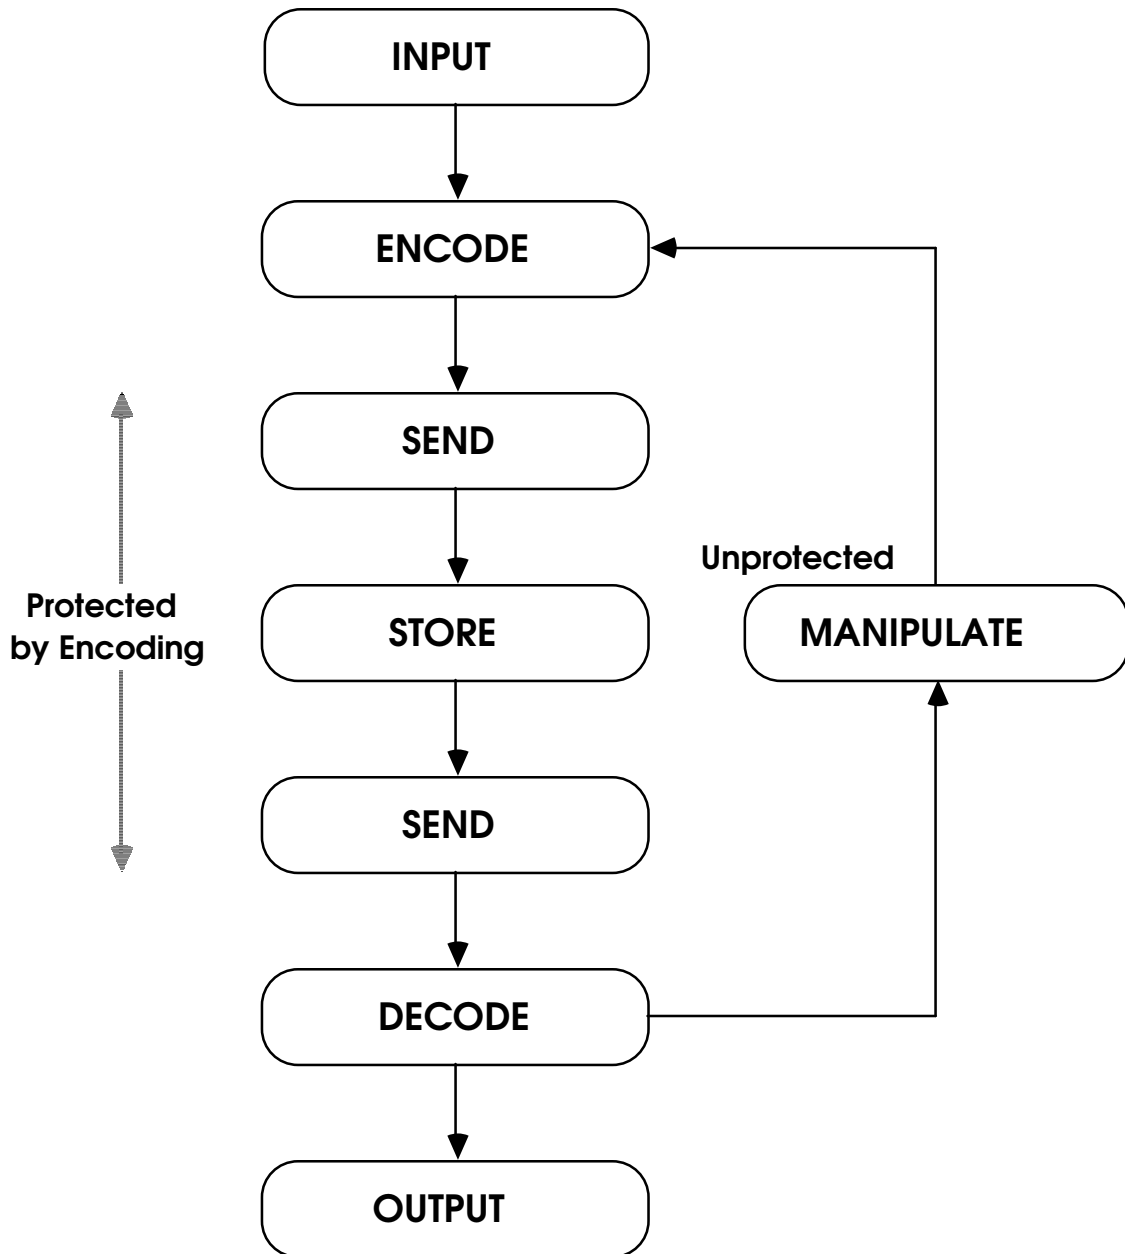 INPUT
ENCODE
SEND
Unprotected
Protected
by Encoding
STORE
MANIPULATE
SEND
DECODE
OUTPUT